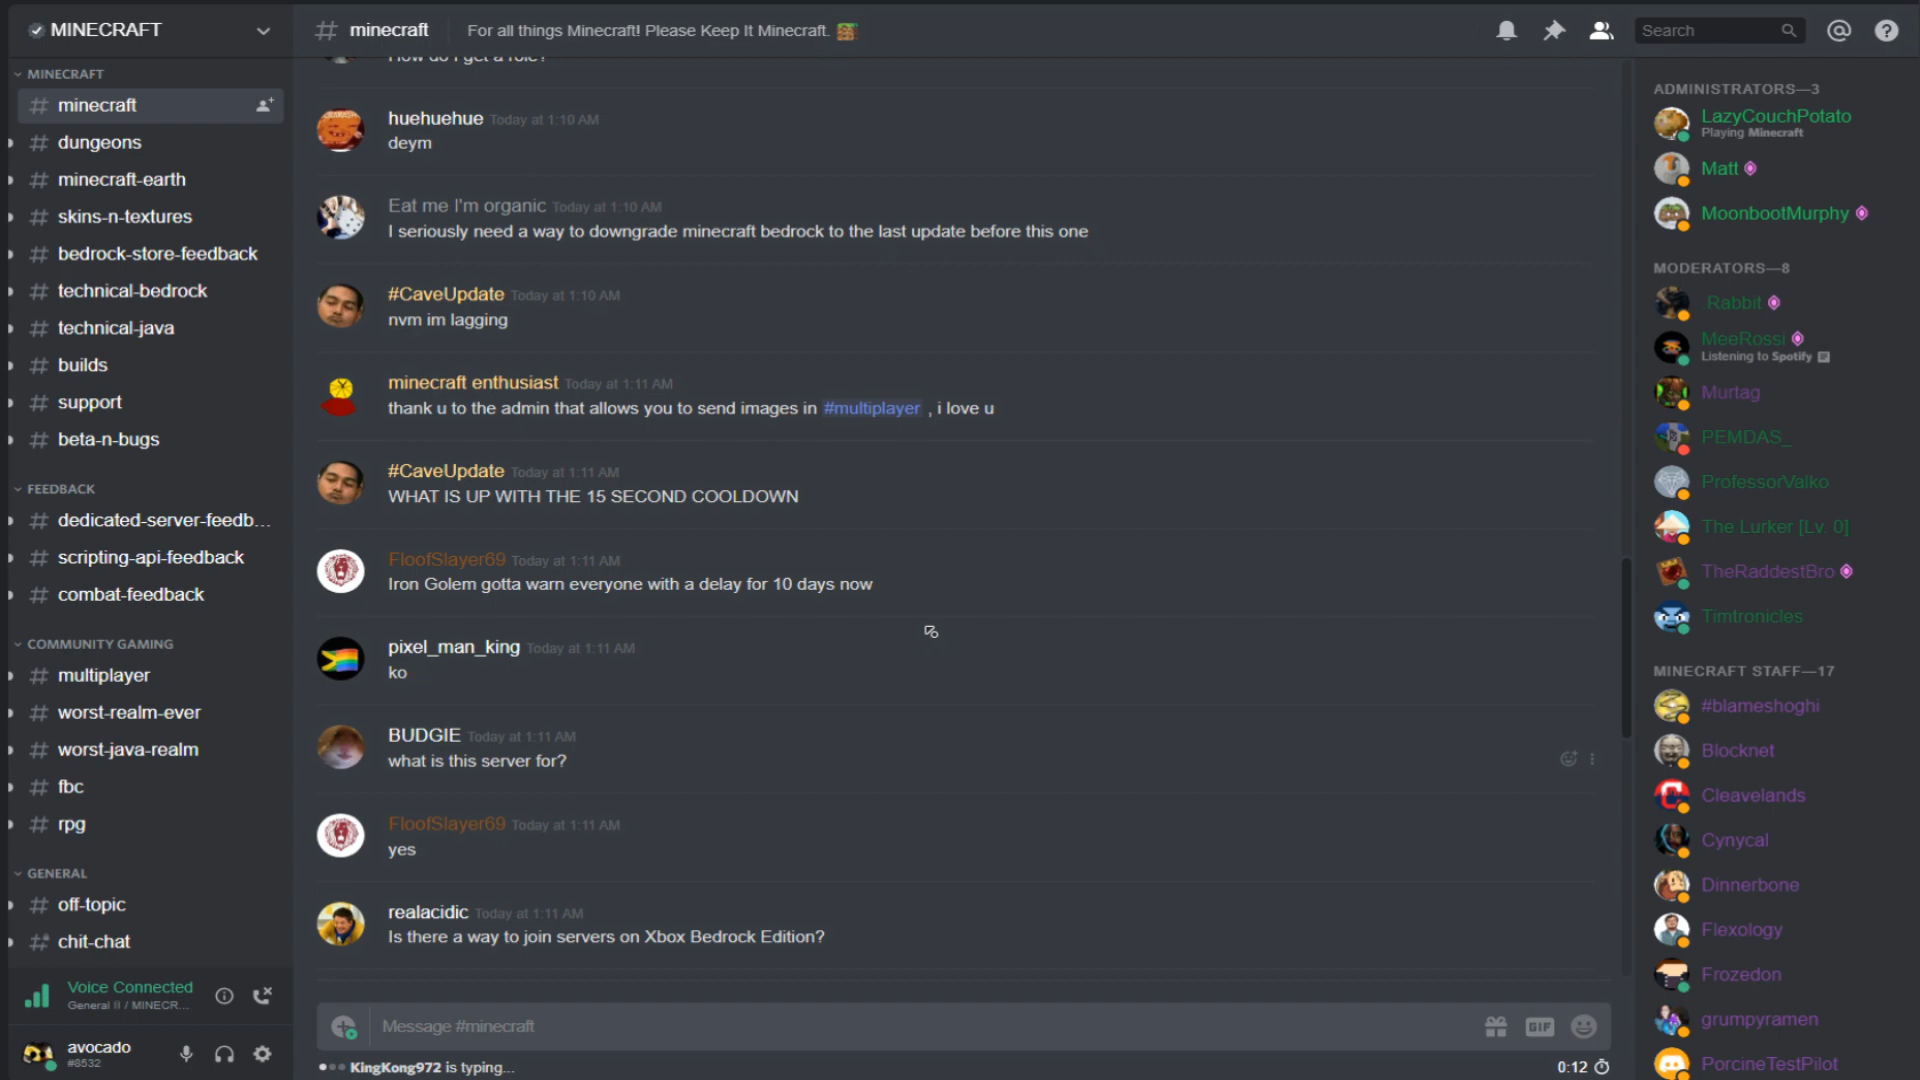 MINECRAFT
MINECRAFT
minecraft
dungeons
minecraft-earth
skins-n-textures
bedrock-store-feedback
technical-bedrock
technical-java
builds
support
beta-n-bugs
FEEDBACK
dedicated-server-feedb...
scripting-api-feedback
combat-feedback
COMMUNITY GAMING
multiplayer
worst-realm-ever
worst-java-realm
fbc
rpg
GENERAL
off-topic
chit-chat
Voice Connected
General II / MINECR...
avocado
#8532
# minecraft
For all things Minecraft! Please Keep It Minecraft.
Search
How do I get a role?
huehuehue Today at 1:10 AM
deym
Eat me I'm organic Today at 1:10 AM
I seriously need a way to downgrade minecraft bedrock to the last update before this one
#CaveUpdate Today at 1:10 AM
nvm im lagging
minecraft enthusiast Today at 1:11 AM
thank u to the admin that allows you to send images in #multiplayer , i love u
#CaveUpdate Today at 1:11 AM
WHAT IS UP WITH THE 15 SECOND COOLDOWN
FloofSlayer69 Today at 1:11 AM
Iron Golem gotta warn everyone with a delay for 10 days now
pixel_man_king Today at 1:11 AM
ko
BUDGIE Today at 1:11 AM
what is this server for?
FloofSlayer69 Today at 1:11 AM
yes
realacidic Today at 1:11 AM
Is there a way to join servers on Xbox Bedrock Edition?
Message #minecraft
GIF
KingKong972 is typing...
0:12
ADMINISTRATORS—3
LazyCouchPotato
Playing Minecraft
Matt
MoonbootMurphy
MODERATORS—8
.Rabbit
MeeRossi
Listening to Spotify
Murtag
PEMDAS_
ProfessorValko
The Lurker [Lv. 0]
TheRaddestBro
Timtronicles
MINECRAFT STAFF—17
#blameshoghi
Blocknet
Cleavelands
Cynycal
Dinnerbone
Flexology
Frozedon
grumpyramen
PorcineTestPilot